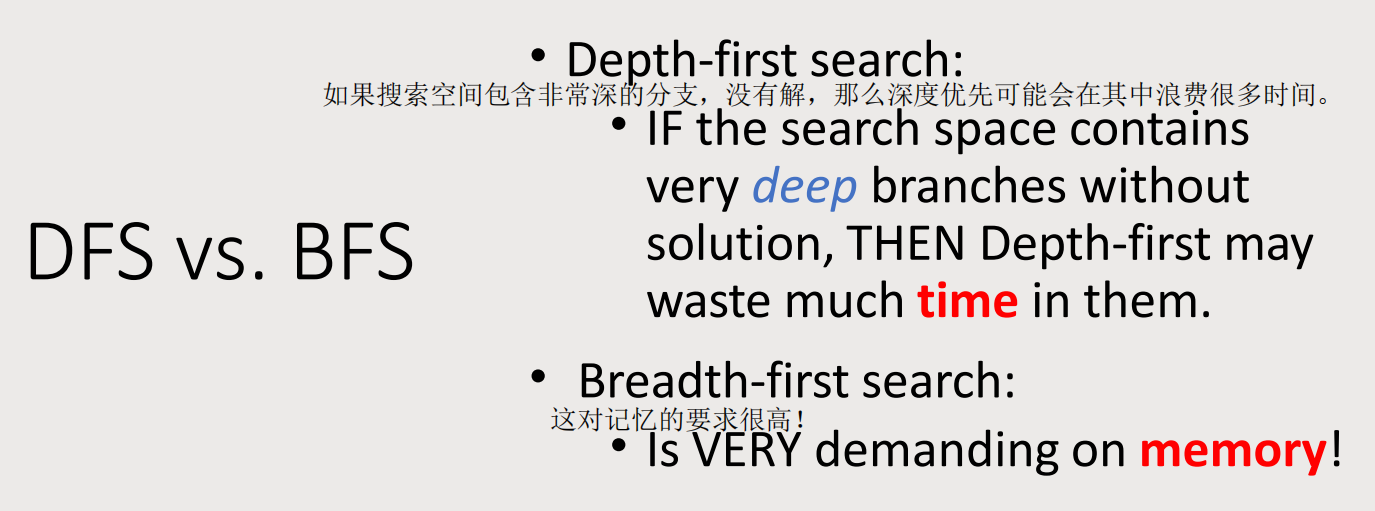 DFS vs. BFS
• Depth-first search:
如果搜索空间包含非常深的分支，没有解，那么深度优先可能会在其中浪费很多时间。
• IF the search space contains
very deep branches without
solution, THEN Depth-first may
waste much time in them.
• Breadth-first search:
这对记忆的要求很高！
• Is VERY demanding on memory!